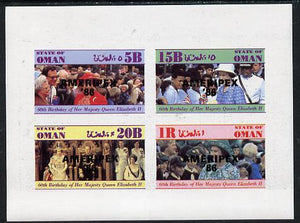 STATE OF
OMAN
5B
AMERIPEX
'86
60th Birthday of Her Majesty Queen Elizabeth II
15B
STATE OF
OMAN
AMERIPEX
'86
60th Birthday of Her Majesty Queen Elizabeth II
STATE OF
OMAN
20B
AMERIPEX
'86
60th Birthday of Her Majesty Queen Elizabeth II
1R
STATE OF
OMAN
AMERIPEX
'86
60th Birthday of Her Majesty Queen Elizabeth II